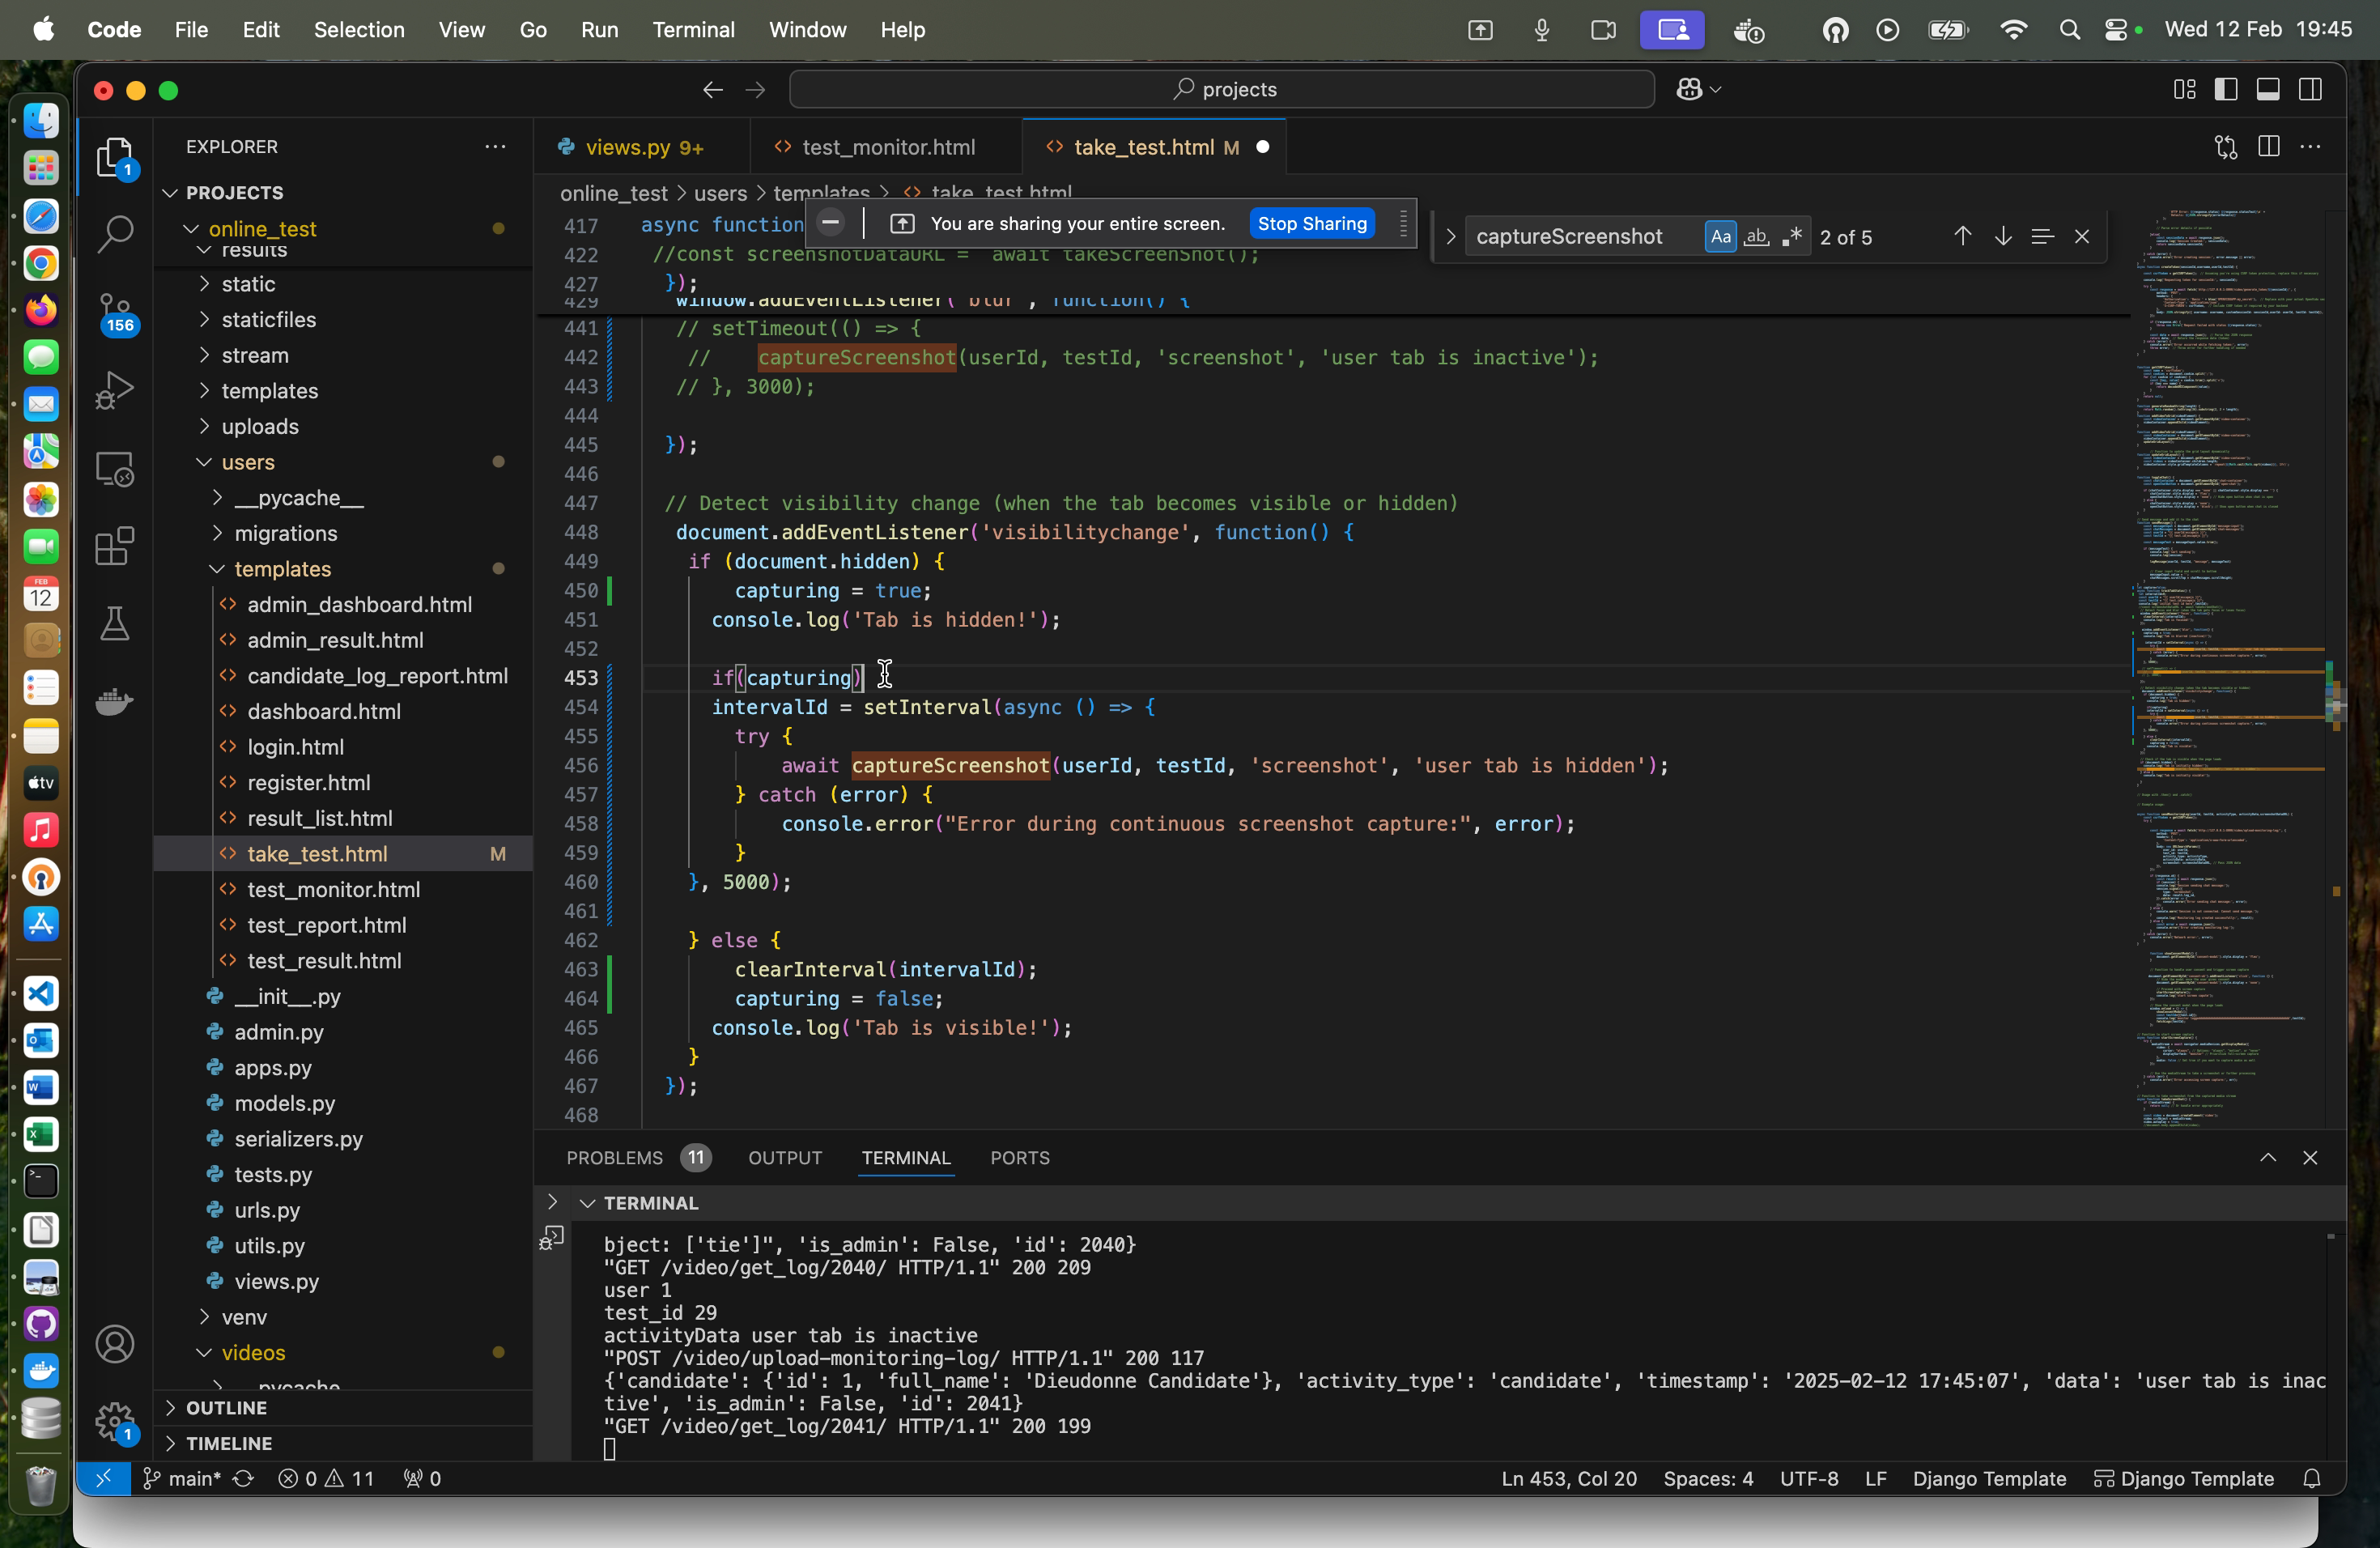 Code File Edit Selection View Go Run Terminal Window Help Wed 12 Feb 19:45
projects
EXPLORER
PROJECTS
online_test
results
static
staticfiles
stream
templates
uploads
users
__pycache__
migrations
templates
admin_dashboard.html
admin_result.html
candidate_log_report.html
dashboard.html
login.html
register.html
result_list.html
take_test.html M
test_monitor.html
test_report.html
test_result.html
__init__.py
admin.py
apps.py
models.py
serializers.py
tests.py
urls.py
utils.py
views.py
venv
videos
__pycache__
OUTLINE
TIMELINE
1
156
1
FEB
12
tv
views.py 9+
test_monitor.html
take_test.html M
online_test > users > templates > take_test.html
You are sharing your entire screen. Stop Sharing
captureScreenshot Aa ab 2 of 5
417 async function
422 //const screenshotDataURL = await takeScreenShot();
427 });
429 window.addEventListener('blur', function() {
441 // setTimeout(() => {
442 // captureScreenshot(userId, testId, 'screenshot', 'user tab is inactive');
443 // }, 3000);
444
445 });
446
447 // Detect visibility change (when the tab becomes visible or hidden)
448 document.addEventListener('visibilitychange', function() {
449 if (document.hidden) {
450 capturing = true;
451 console.log('Tab is hidden!');
452
453 if(capturing)
454 intervalId = setInterval(async () => {
455 try {
456 await captureScreenshot(userId, testId, 'screenshot', 'user tab is hidden');
457 } catch (error) {
458 console.error("Error during continuous screenshot capture:", error);
459 }
460 }, 5000);
461
462 } else {
463 clearInterval(intervalId);
464 capturing = false;
465 console.log('Tab is visible!');
466 }
467 });
468
PROBLEMS 11 OUTPUT TERMINAL PORTS
TERMINAL
bject: ['tie']", 'is_admin': False, 'id': 2040}
"GET /video/get_log/2040/ HTTP/1.1" 200 209
user 1
test_id 29
activityData user tab is inactive
"POST /video/upload-monitoring-log/ HTTP/1.1" 200 117
{'candidate': {'id': 1, 'full_name': 'Dieudonne Candidate'}, 'activity_type': 'candidate', 'timestamp': '2025-02-12 17:45:07', 'data': 'user tab is inac
tive', 'is_admin': False, 'id': 2041}
"GET /video/get_log/2041/ HTTP/1.1" 200 199
main* 0 11 0 Ln 453, Col 20 Spaces: 4 UTF-8 LF Django Template Django Template